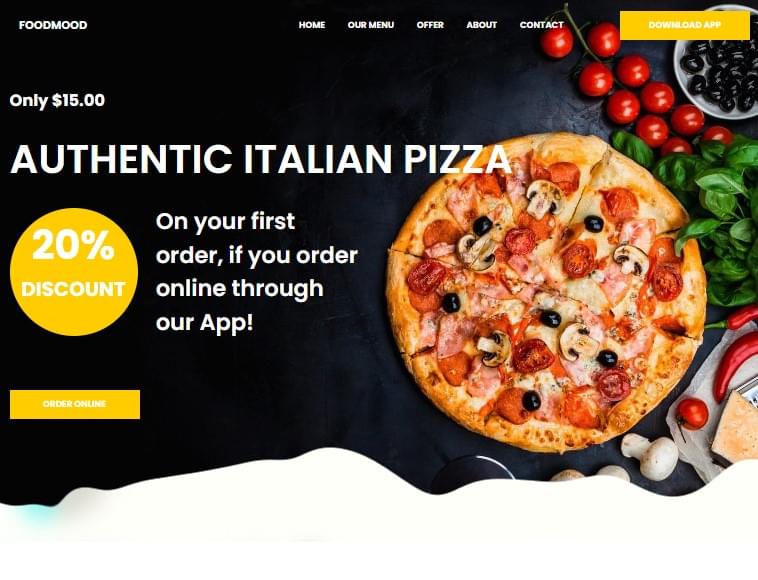 FOODMOOD
HOME OUR MENU OFFER ABOUT CONTACT
DOWNLOAD APP
Only $15.00
AUTHENTIC ITALIAN PIZZA
20%
DISCOUNT
On your first
order, if you order
online through
our App!
ORDER ONLINE